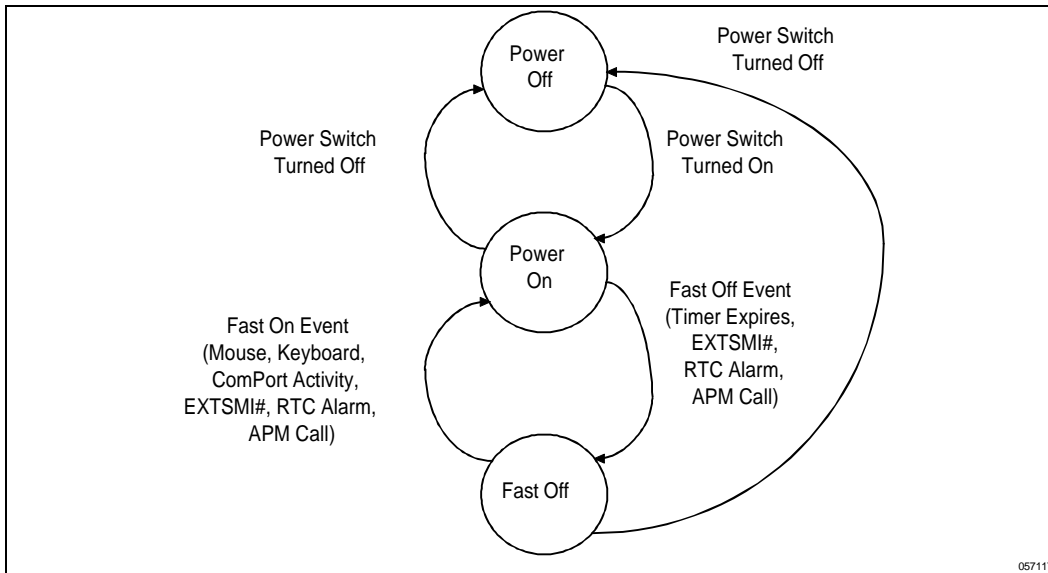 Power
Off
Power Switch
Turned Off
Power Switch
Turned Off
Power Switch
Turned On
Power
On
Fast On Event
(Mouse, Keyboard,
ComPort Activity,
EXTSMI#, RTC Alarm,
APM Call)
Fast Off Event
(Timer Expires,
EXTSMI#,
RTC Alarm,
APM Call)
Fast Off